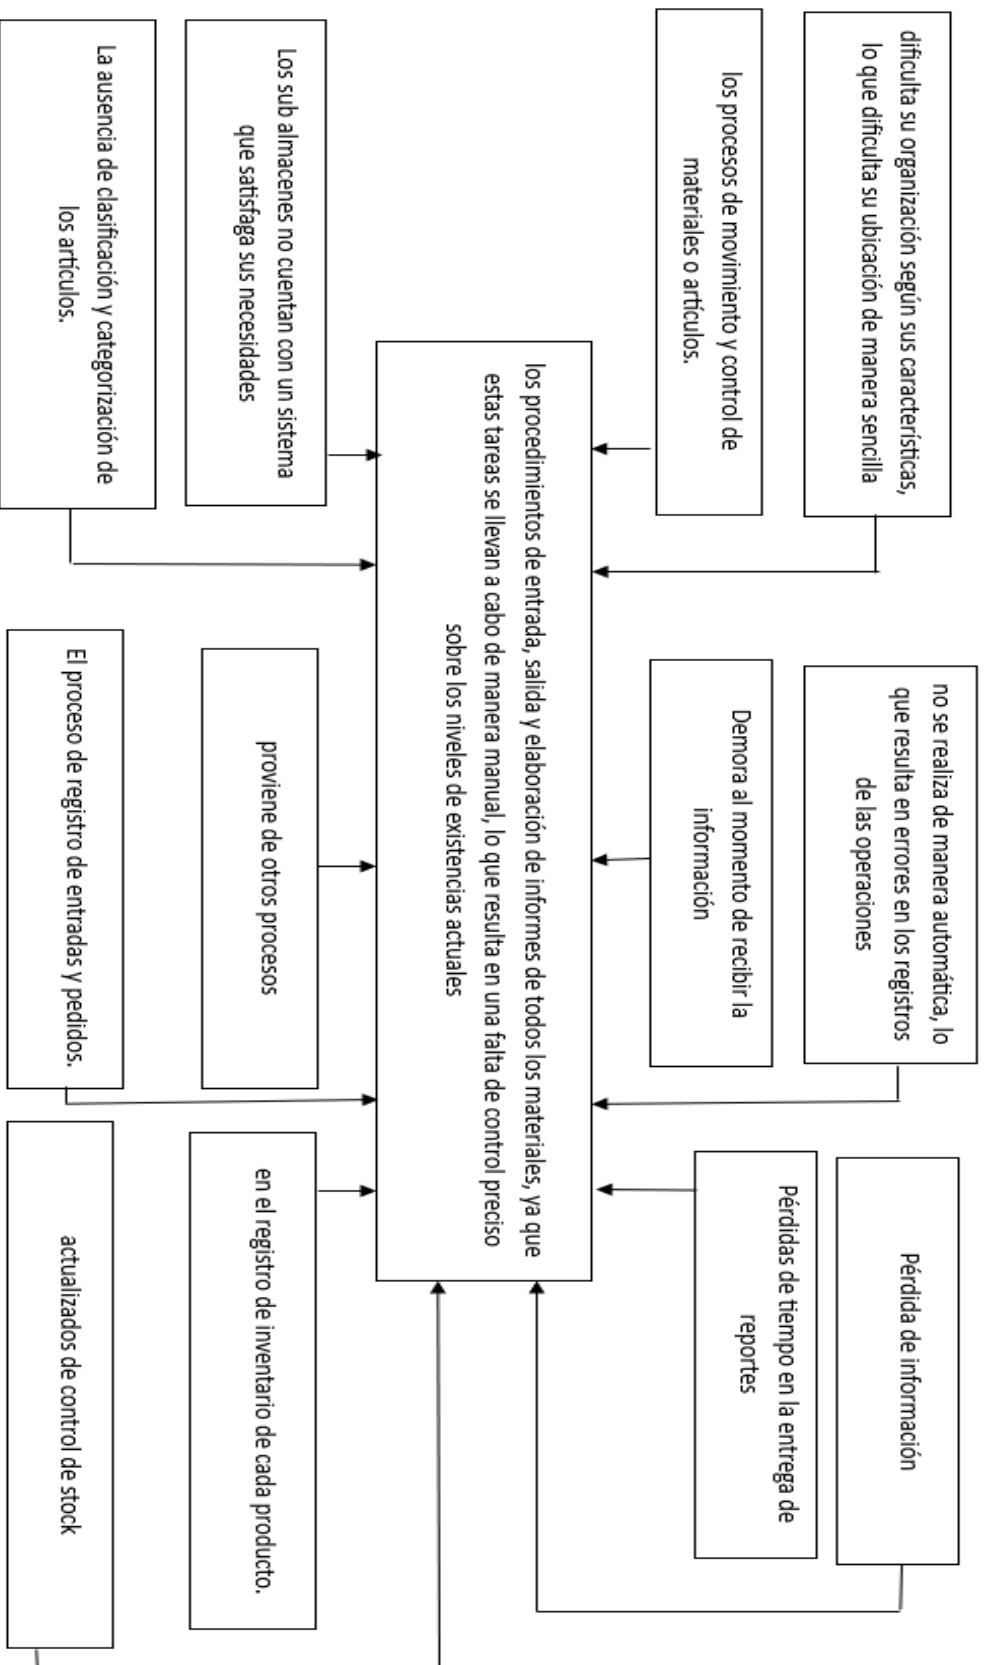 dificulta su organización según sus características,
lo que dificulta su ubicación de manera sencilla
no se realiza de manera automática, lo
que resulta en errores en los registros
de las operaciones
Pérdida de información
los procesos de movimiento y control de
materiales o artículos.
Demora al momento de recibir la
información
Pérdidas de tiempo en la entrega de
reportes
los procedimientos de entrada, salida y elaboración de informes de todos los materiales, ya que
estas tareas se llevan a cabo de manera manual, lo que resulta en una falta de control preciso
sobre los niveles de existencias actuales
Los sub almacenes no cuentan con un sistema
que satisfaga sus necesidades
proviene de otros procesos
en el registro de inventario de cada producto.
La ausencia de clasificación y categorización de
los artículos.
El proceso de registro de entradas y pedidos.
actualizados de control de stock